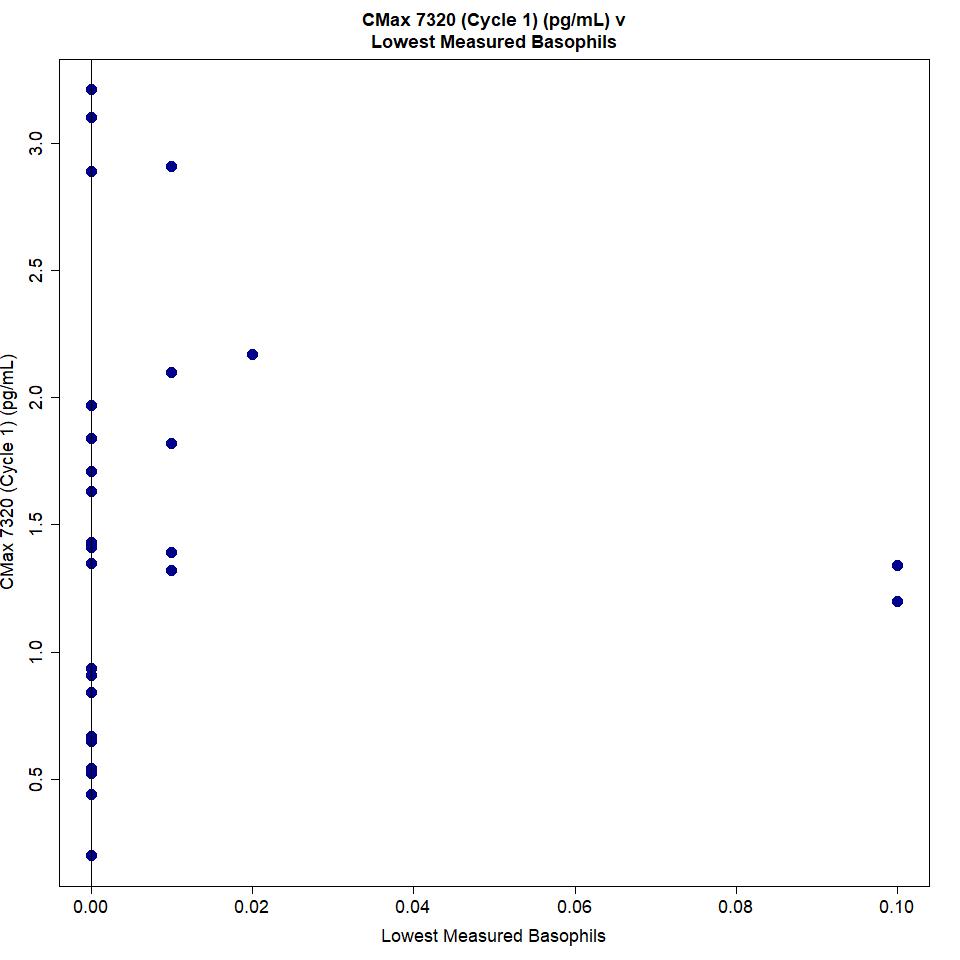 CMax 7320 (Cycle 1) (pg/mL) v
Lowest Measured Basophils
CMax 7320 (Cycle 1) (pg/mL)
3.0
2.5
2.0
1.5
1.0
0.5
0.00 0.02 0.04 0.06 0.08 0.10
Lowest Measured Basophils